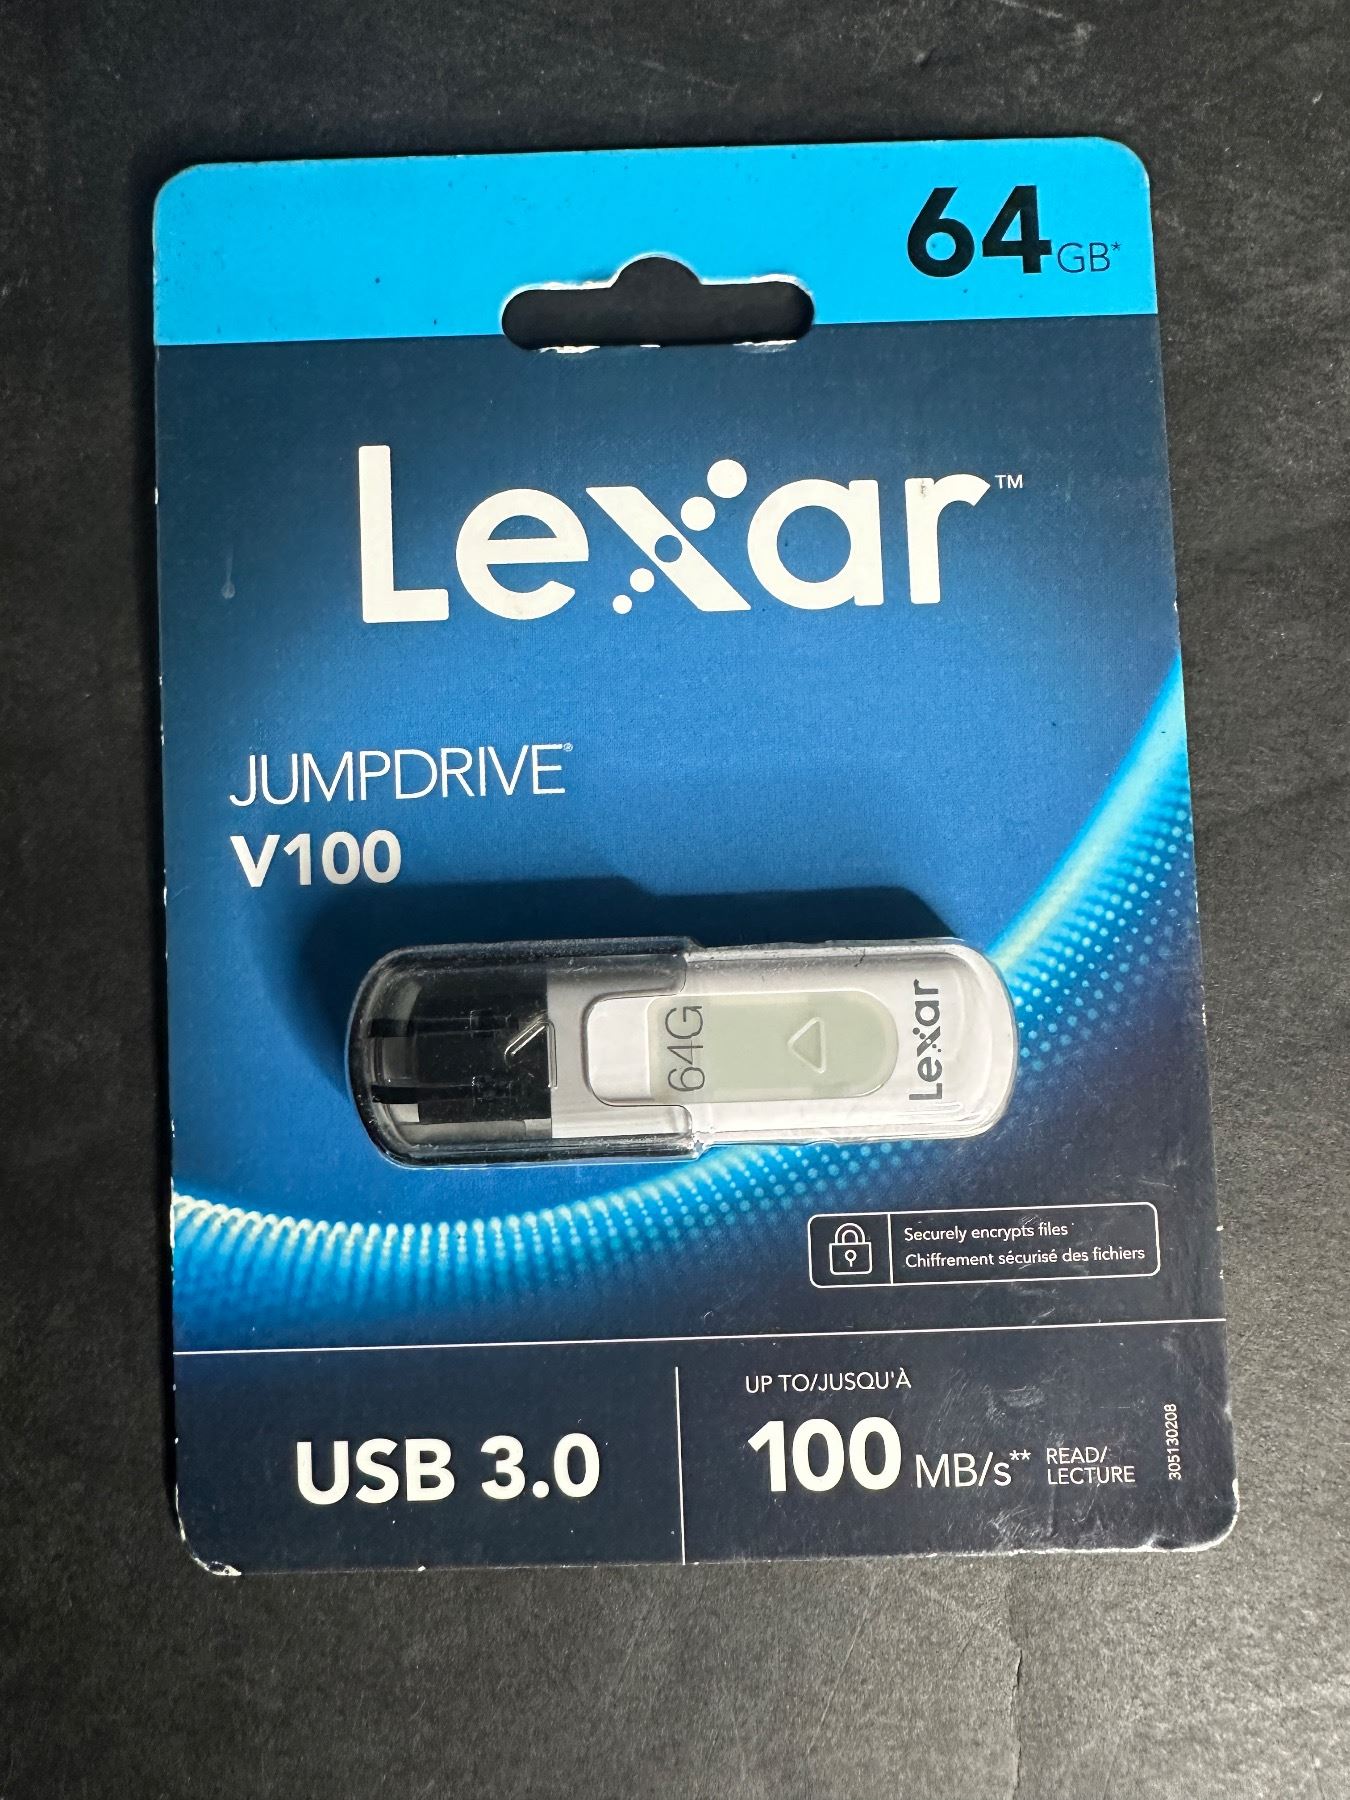 64GB*
Lexar™
JUMPDRIVE®
V100
64G
Lexar
Securely encrypts files
Chiffrement sécurisé des fichiers
USB 3.0
UP TO/JUSQU'À
100 MB/s** READ/
LECTURE
305130208